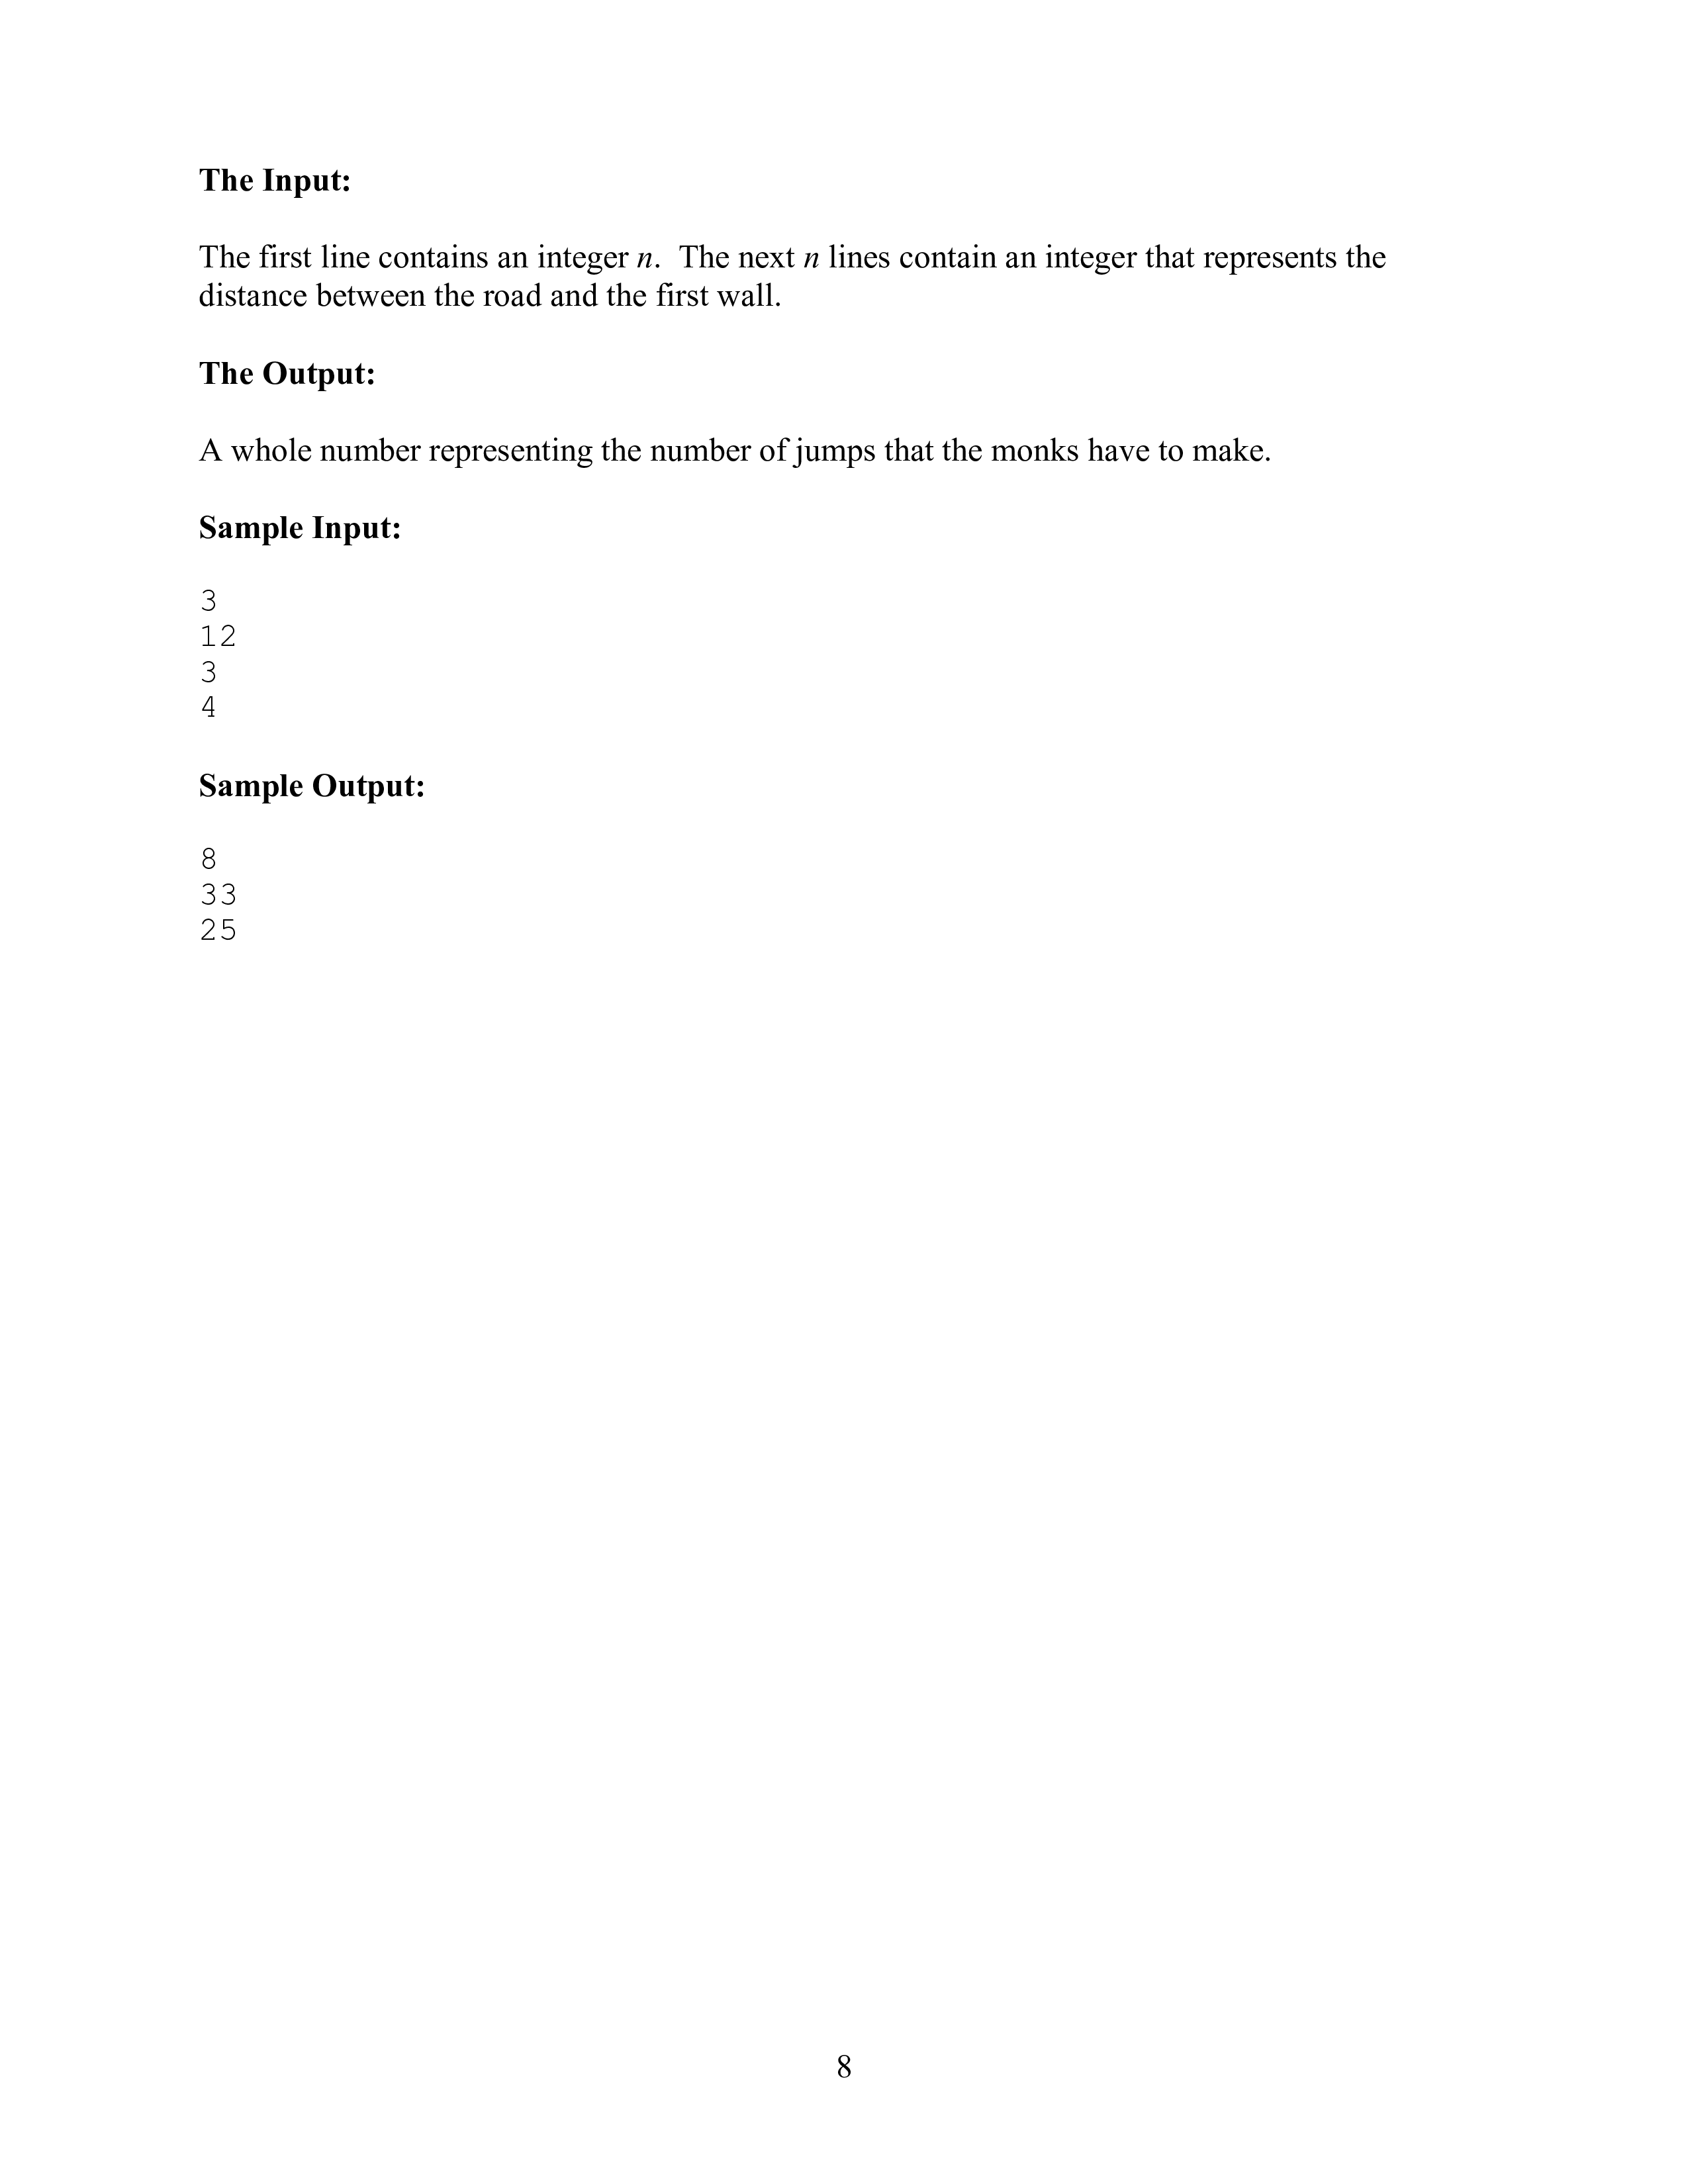 The Input:
The first line contains an integer n.  The next n lines contain an integer that represents the
distance between the road and the first wall.
The Output:
A whole number representing the number of jumps that the monks have to make.
Sample Input:
3
12
3
4
Sample Output:
8
33
25
8